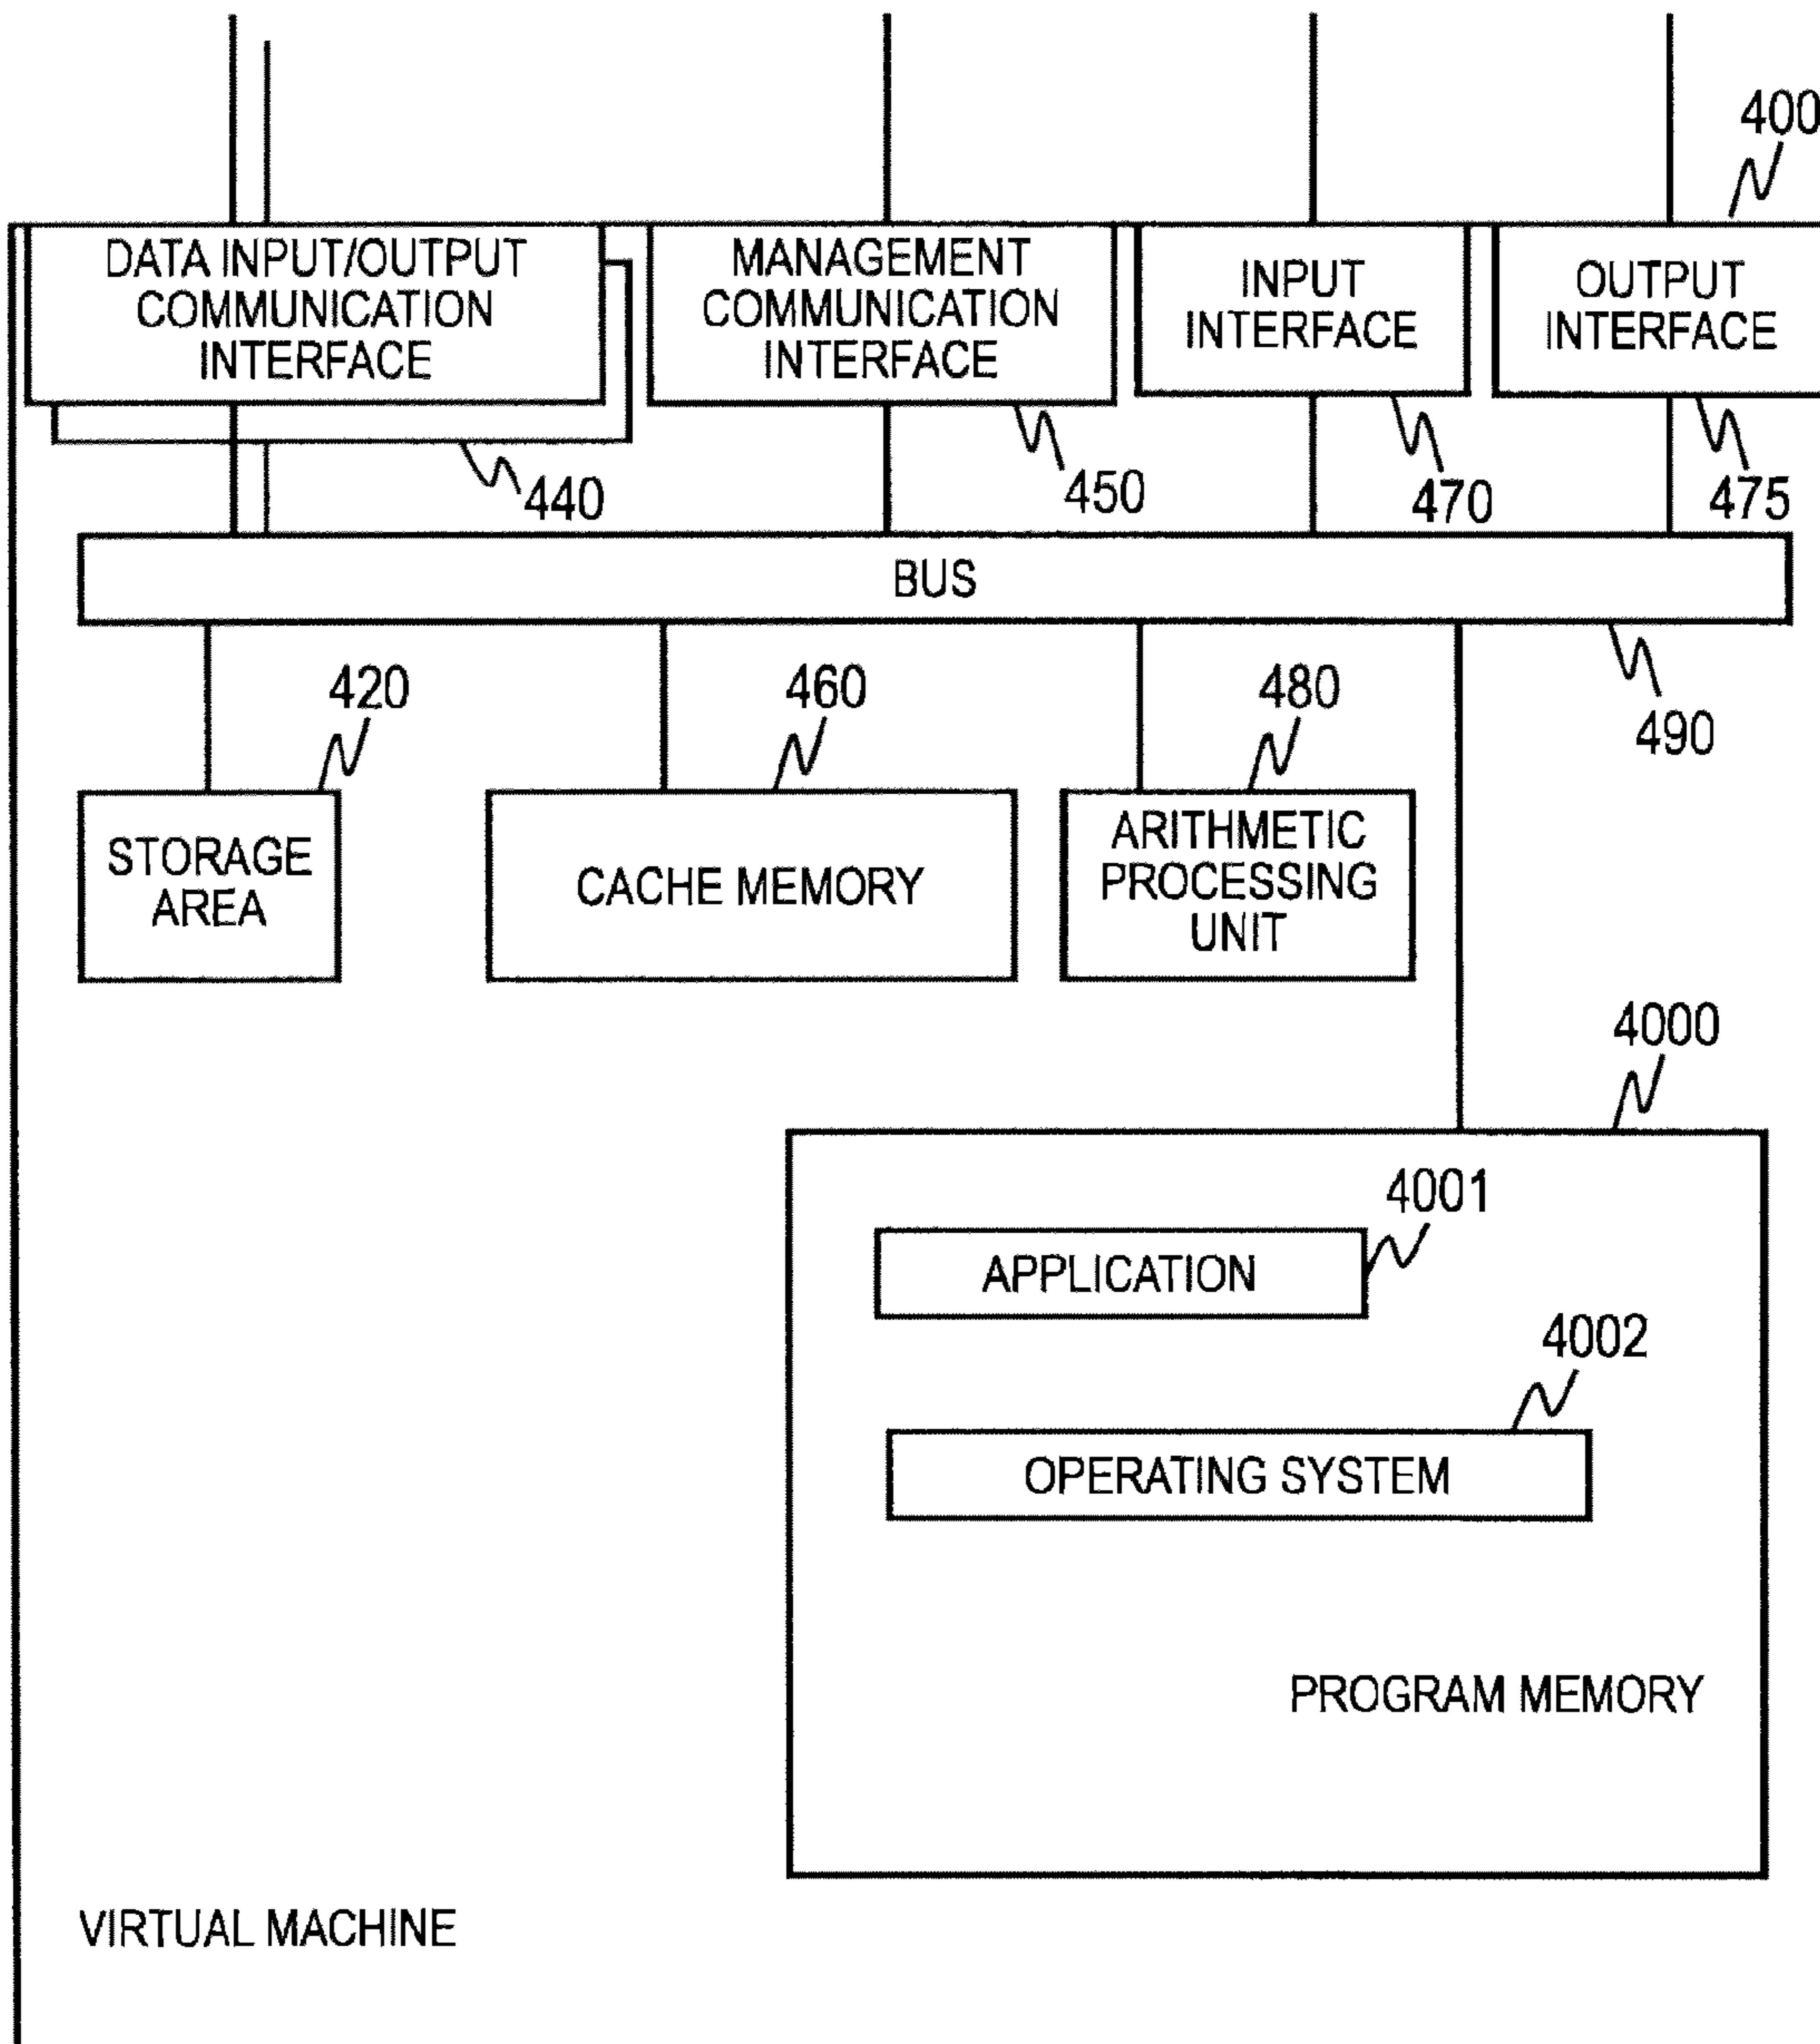 400
DATA INPUT/OUTPUT
COMMUNICATION
INTERFACE
MANAGEMENT
COMMUNICATION
INTERFACE
INPUT
INTERFACE
OUTPUT
INTERFACE
440
450
470
475
BUS
490
420
460
480
STORAGE
AREA
CACHE MEMORY
ARITHMETIC
PROCESSING
UNIT
4000
4001
APPLICATION
4002
OPERATING SYSTEM
PROGRAM MEMORY
VIRTUAL MACHINE